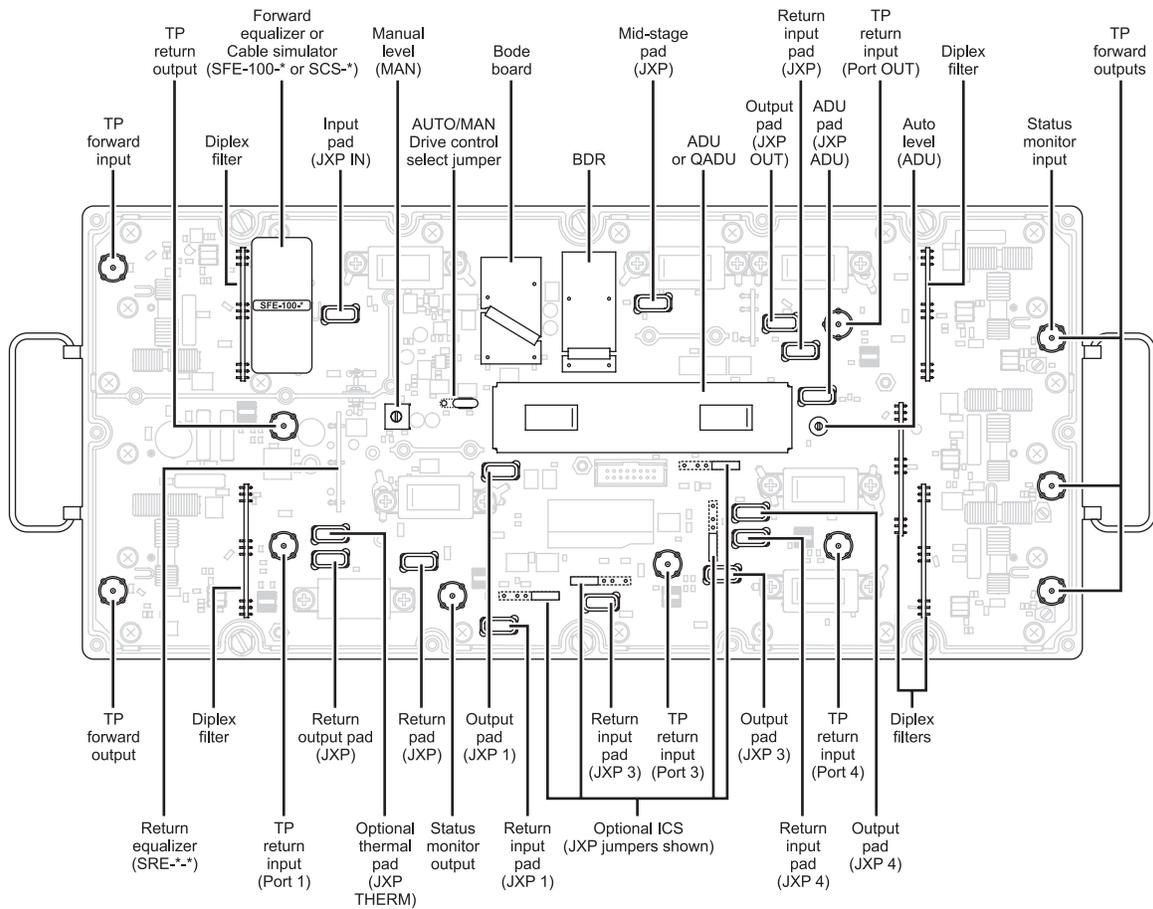 TP
return
output
Forward
equalizer or
Cable simulator
(SFE-100-* or SCS-*)
Manual
level
(MAN)
Bode
board
Mid-stage
pad
(JXP)
Return
input
pad
(JXP)
TP
return
input
(Port OUT)
Diplex
filter
TP
forward
outputs
TP
forward
input
Diplex
filter
Input
pad
(JXP IN)
AUTO/MAN
Drive control
select jumper
BDR
ADU
or QADU
Output
pad
(JXP
OUT)
ADU
pad
(JXP
ADU)
Auto
level
(ADU)
Status
monitor
input
SFE-100-*
TP
forward
output
Diplex
filter
Return
output pad
(JXP)
Return
pad
(JXP)
Output
pad
(JXP 1)
Return
input
pad
(JXP 3)
TP
return
input
(Port 3)
Output
pad
(JXP 3)
TP
return
input
(Port 4)
Diplex
filters
Return
equalizer
(SRE-*-*)
TP
return
input
(Port 1)
Optional
thermal
pad
(JXP
THERM)
Status
monitor
output
Return
input
pad
(JXP 1)
Optional ICS
(JXP jumpers shown)
Return
input
pad
(JXP 4)
Output
pad
(JXP 4)